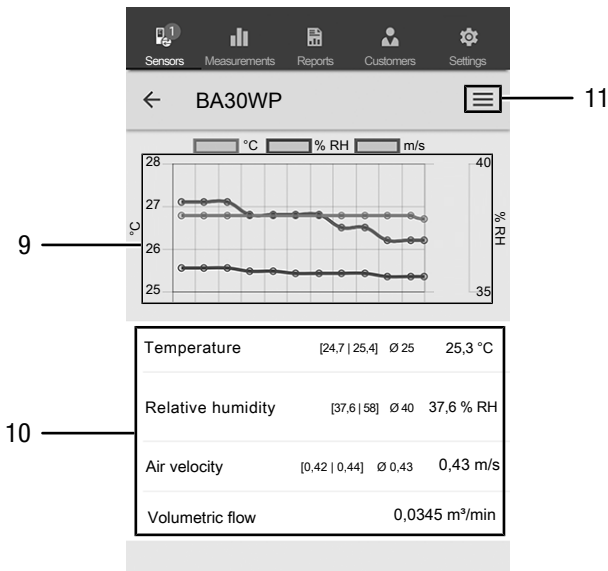 1
Sensors Measurements Reports Customers Settings
BA30WP
11
°C % RH m/s
28 40
27
°C % RH
9
26
25 35
Temperature [24,7 | 25,4] Ø 25 25,3 °C
Relative humidity [37,6 | 58] Ø 40 37,6 % RH
10
Air velocity [0,42 | 0,44] Ø 0,43 0,43 m/s
Volumetric flow 0,0345 m³/min